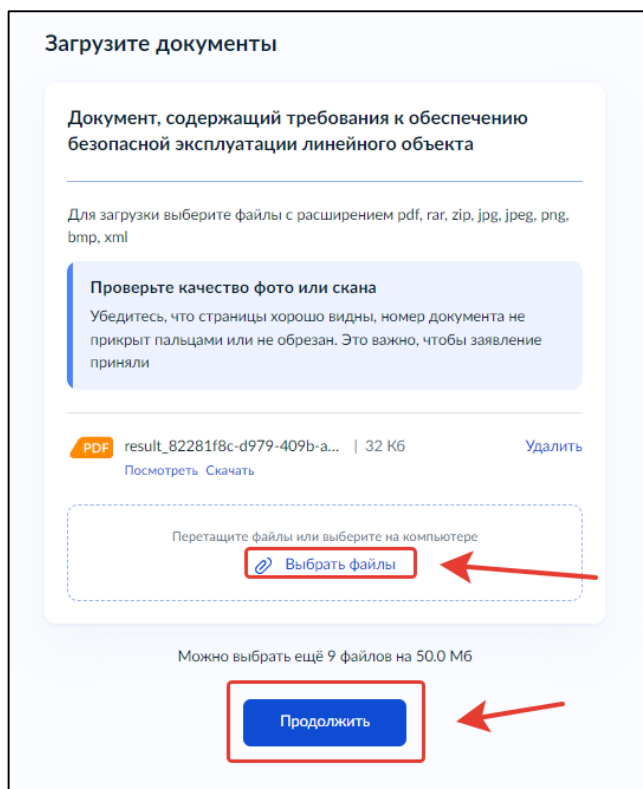 Загрузите документы
Документ, содержащий требования к обеспечению
безопасной эксплуатации линейного объекта
Для загрузки выберите файлы с расширением pdf, rar, zip, jpg, jpeg, png,
bmp, xml
Проверьте качество фото или скана
Убедитесь, что страницы хорошо видны, номер документа не
прикрыт пальцами или не обрезан. Это важно, чтобы заявление
приняли
PDF result_82281f8c-d979-409b-a... | 32 Кб Удалить
Посмотреть Скачать
Перетащите файлы или выберите на компьютере
Выбрать файлы
Можно выбрать ещё 9 файлов на 50.0 Мб
Продолжить